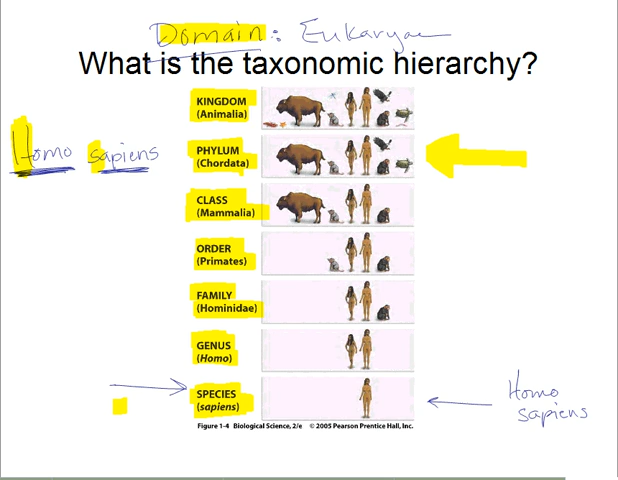 Domain: Eukaryae
What is the taxonomic hierarchy?
KINGDOM
(Animalia)
Homo sapiens
PHYLUM
(Chordata)
CLASS
(Mammalia)
ORDER
(Primates)
FAMILY
(Hominidae)
GENUS
(Homo)
SPECIES
(sapiens)
Homo
sapiens
Figure 1-4 Biological Science, 2/e © 2005 Pearson Prentice Hall, Inc.